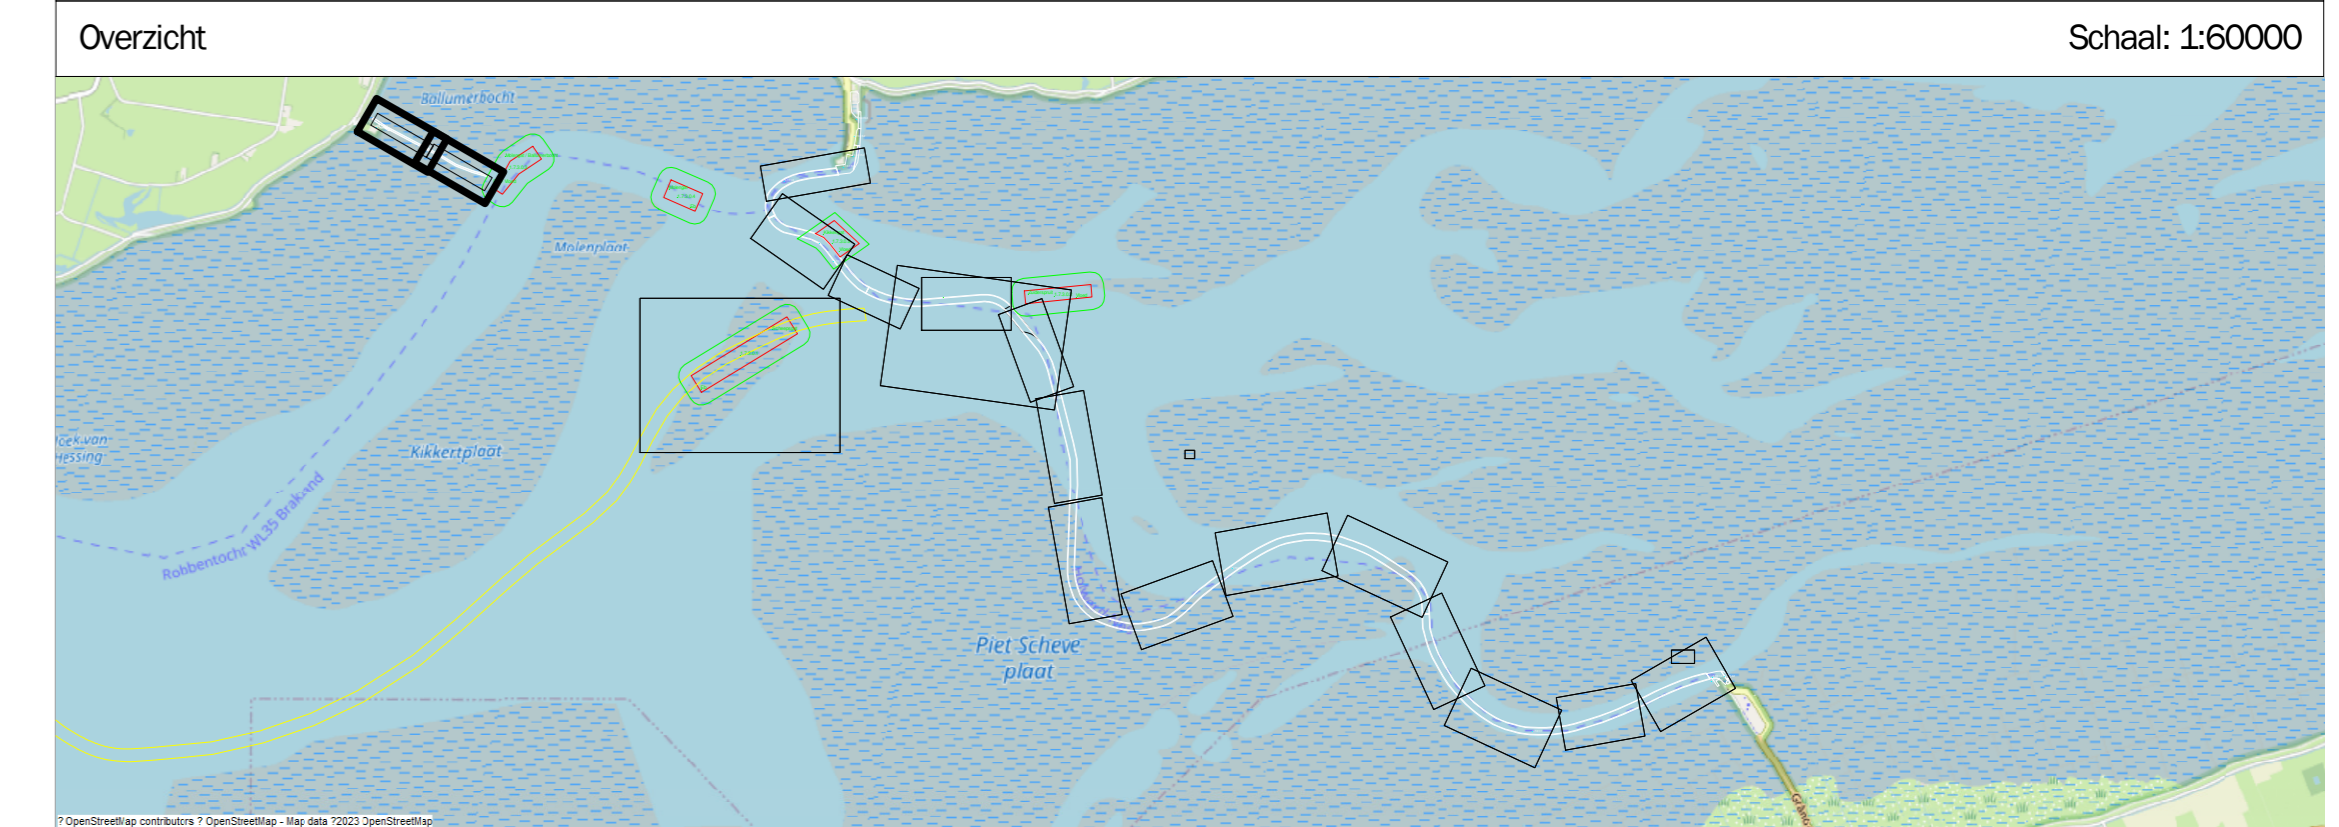 Overzicht
Schaal: 1:60000
Ballumerbocht
Molenplaat
Kikkertplaat
Robbentocht WL35 Brakzand
Piet Scheve
plaat
? OpenStreetMap contributors ? OpenStreetMap - Map data ?2023 OpenStreetMap